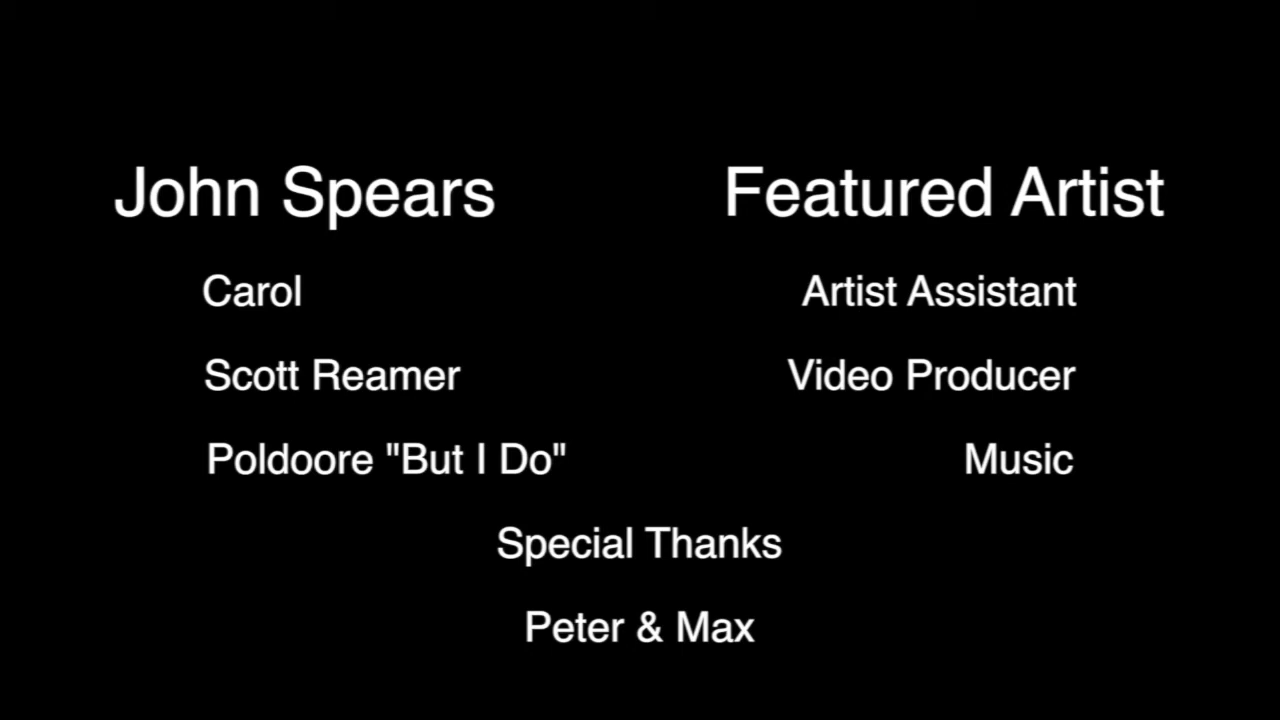 John Spears Featured Artist
Carol Artist Assistant
Scott Reamer Video Producer
Poldoore "But I Do" Music
Special Thanks
Peter & Max